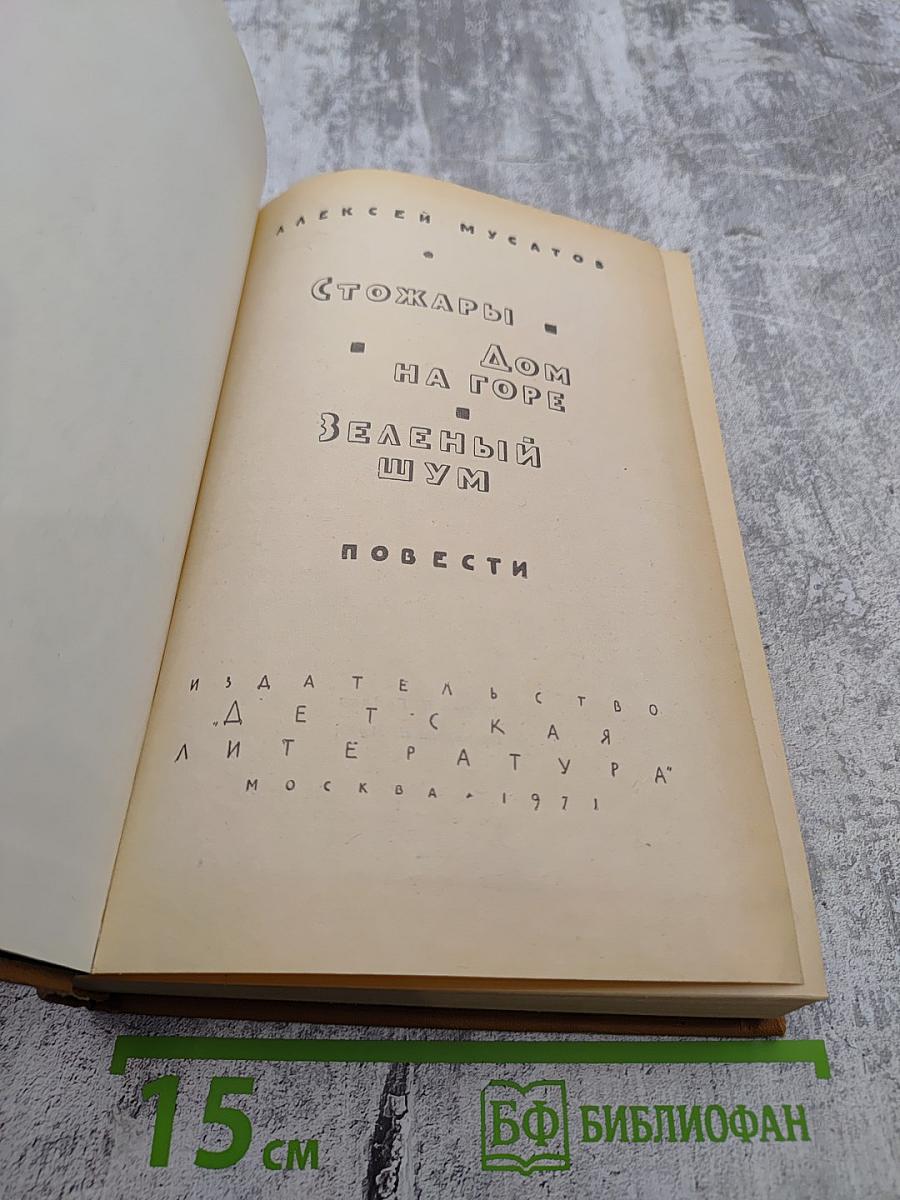 АЛЕКСЕЙ МУСАТОВ
СТОЖАРЫ
ДОМ
НА ГОРЕ
ЗЕЛЕНЫЙ
ШУМ
ПОВЕСТИ
ИЗДАТЕЛЬСТВО
„ДЕТСКАЯ
ЛИТЕРАТУРА“
МОСКВА • 1971
15 см
БФ БИБЛИОФАН